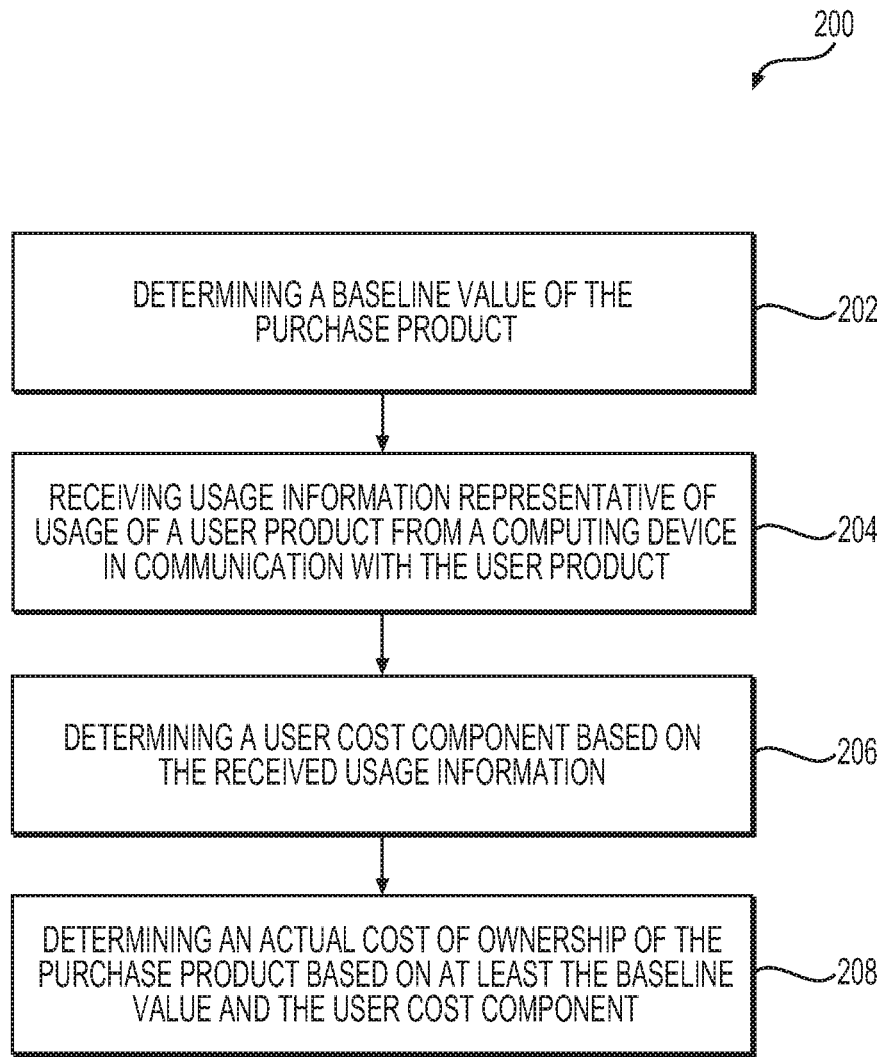 200
DETERMINING A BASELINE VALUE OF THE
PURCHASE PRODUCT
202
RECEIVING USAGE INFORMATION REPRESENTATIVE OF
USAGE OF A USER PRODUCT FROM A COMPUTING DEVICE
IN COMMUNICATION WITH THE USER PRODUCT
204
DETERMINING A USER COST COMPONENT BASED ON
THE RECEIVED USAGE INFORMATION
206
DETERMINING AN ACTUAL COST OF OWNERSHIP OF THE
PURCHASE PRODUCT BASED ON AT LEAST THE BASELINE
VALUE AND THE USER COST COMPONENT
208